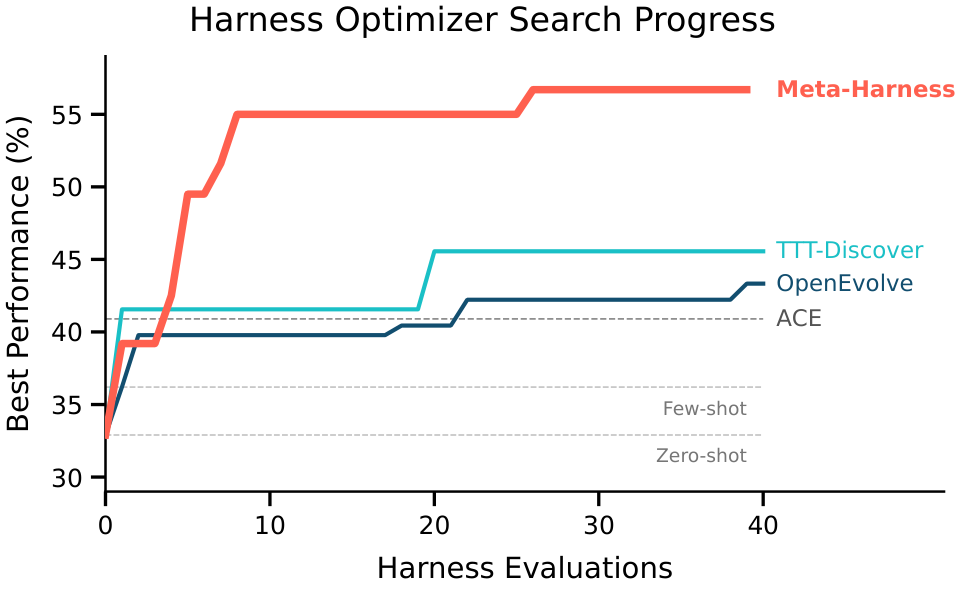 Harness Optimizer Search Progress
Best Performance (%)
55
50
45
40
35
30
Meta-Harness
TTT-Discover
OpenEvolve
ACE
Few-shot
Zero-shot
0 10 20 30 40
Harness Evaluations